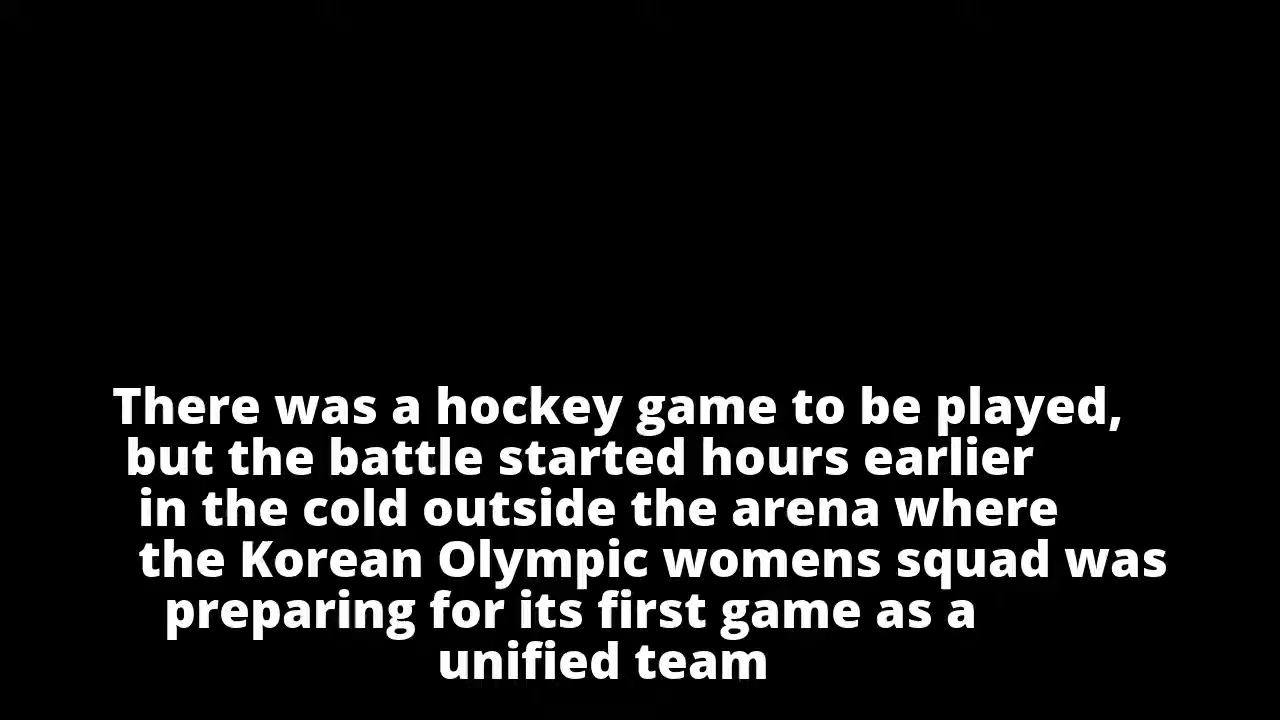 There was a hockey game to be played,
but the battle started hours earlier
in the cold outside the arena where
the Korean Olympic womens squad was
preparing for its first game as a
unified team